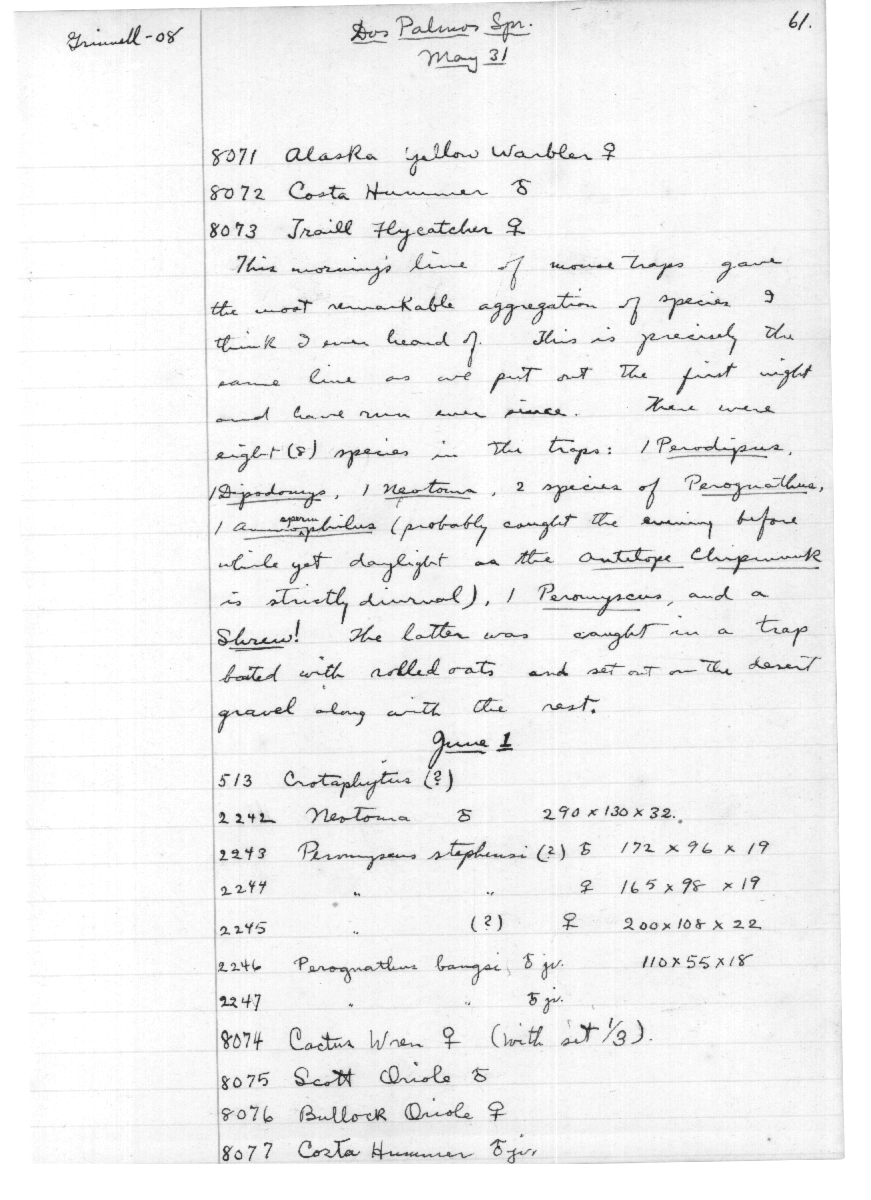 Grinnell-08
Dos Palmos Spr.
61.
May 31
8071 Alaska Yellow Warbler ♀
8072 Costa Hummer ♂
8073 Traill Flycatcher ♀
This morning's line of mouse traps gave
the most remarkable aggregation of species I
think I ever heard of. This is precisely the
same line as we put out the first night
and have run ever since. There were
eight (8) species in the traps: 1 Perodipus,
1 Dipodomys, 1 Neotoma, 2 species of Perognathus,
1 Ammospermophilus (probably caught the evening before
while yet daylight as the Antelope Chipmunk
is strictly diurnal), 1 Peromyscus, and a
Shrew! The latter was caught in a trap
baited with rolled oats and set out on the desert
gravel along with the rest.
June 1
513 Crotaphytus (?)
2242 Neotoma ♂ 290 x 130 x 32.
2243 Peromyscus stephensi (?) ♂ 172 x 96 x 19
2244 " " ♀ 165 x 98 x 19
2245 " (?) ♀ 200 x 108 x 22
2246 Perognathus bangsi ♂ jv. 110 x 55 x 18
2247 " " ♂ jv.
8074 Cactus Wren ♀ (with set 1/3).
8075 Scott Oriole ♂
8076 Bullock Oriole ♀
8077 Costa Hummer ♂ jv.